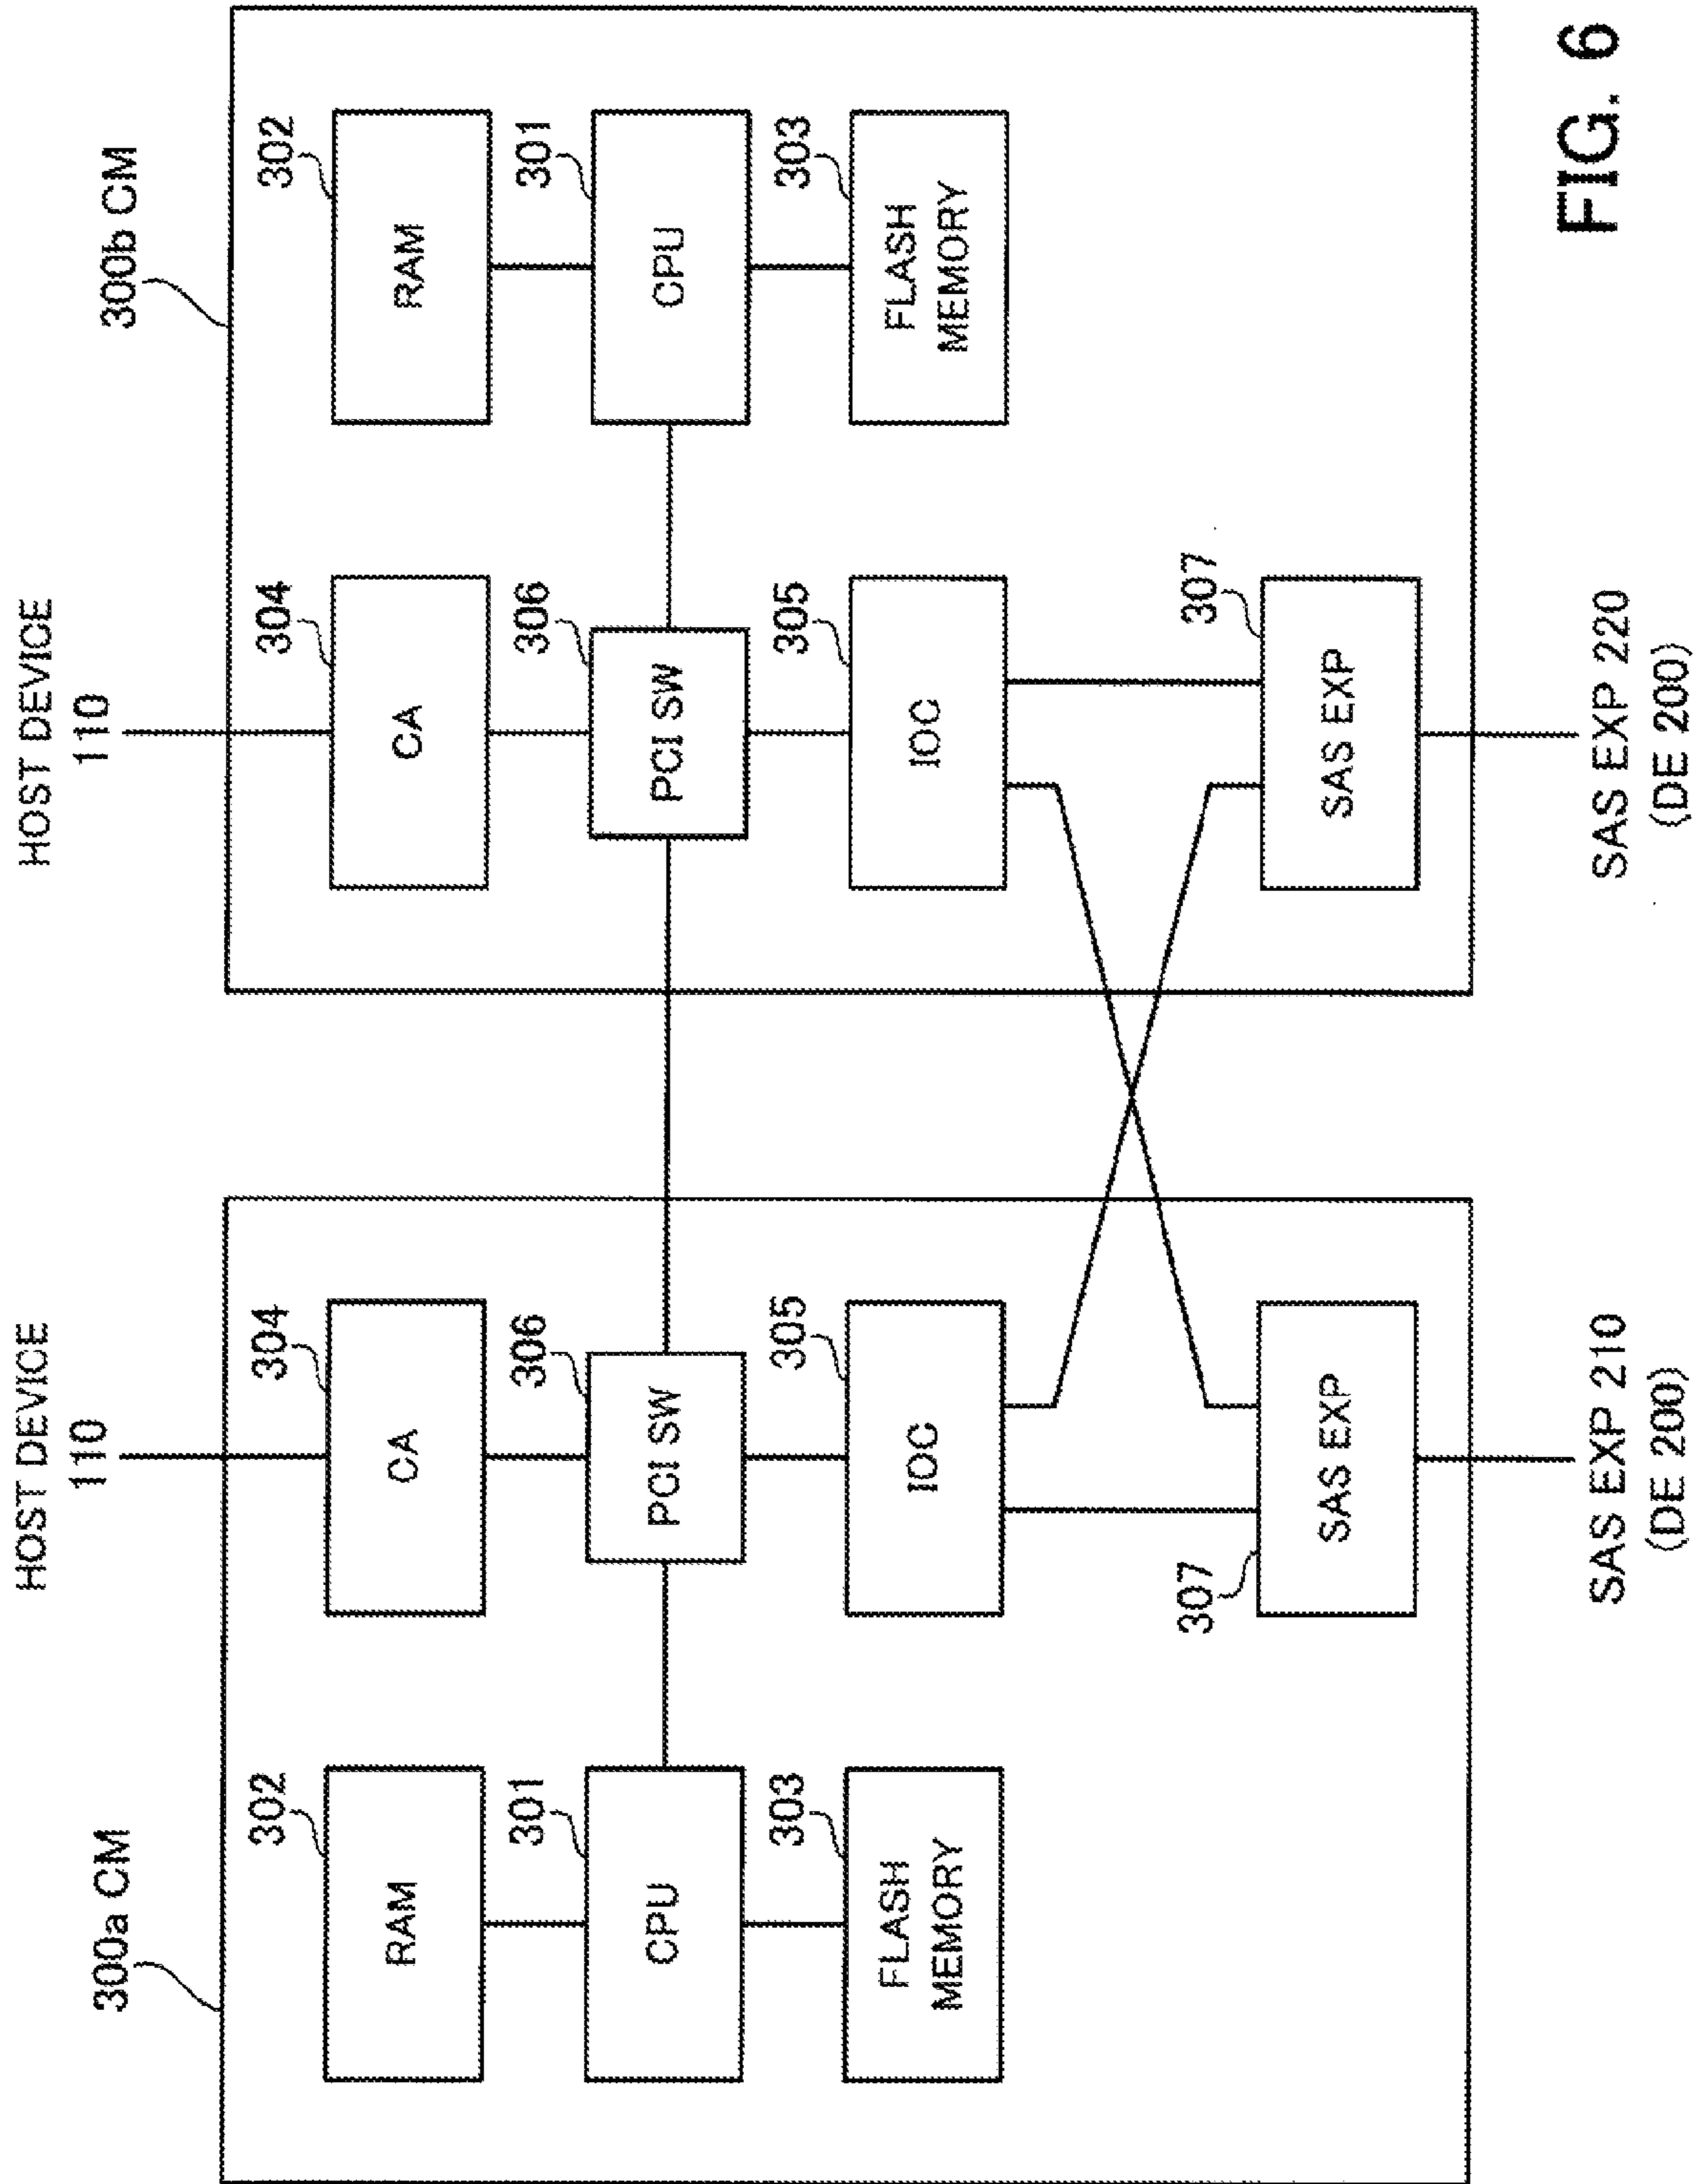 HOST DEVICE
110
HOST DEVICE
110
300a CM
300b CM
302
RAM
304
CA
304
CA
302
RAM
301
CPU
306
PCI SW
306
PCI SW
301
CPU
303
FLASH
MEMORY
305
IOC
305
IOC
303
FLASH
MEMORY
307
SAS EXP
307
SAS EXP
SAS EXP 210
(DE 200)
SAS EXP 220
(DE 200)
FIG. 6